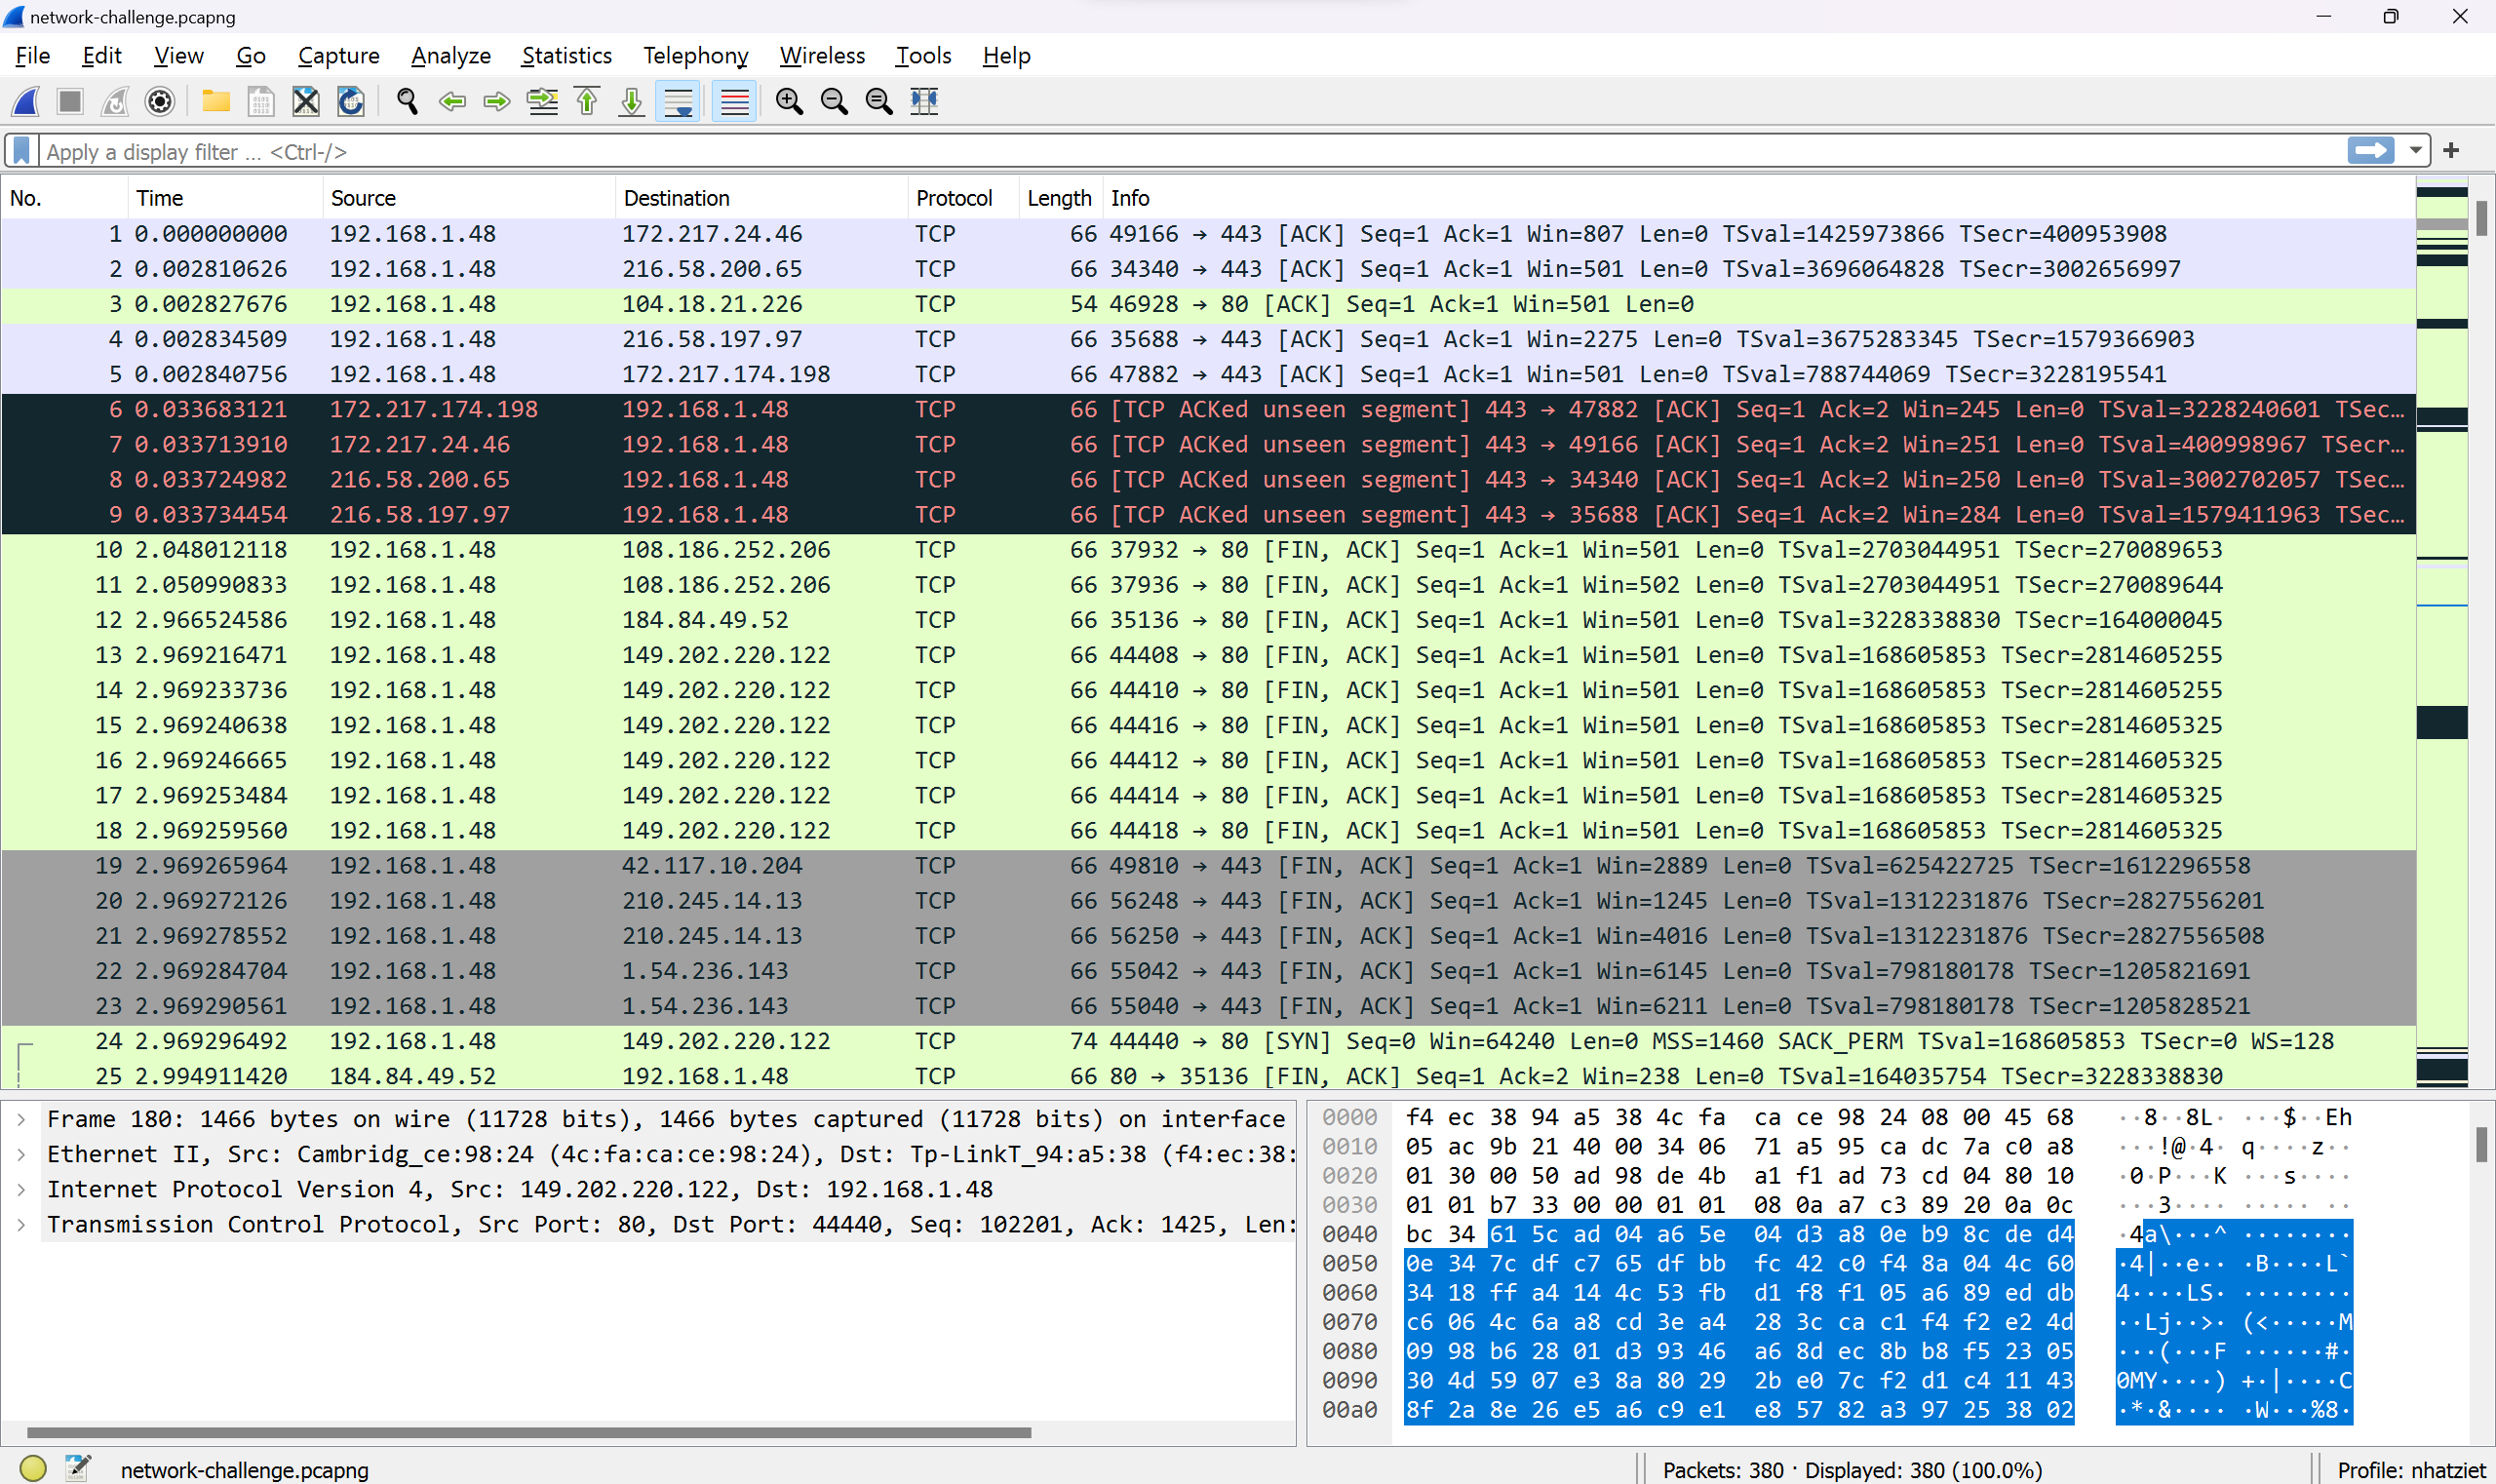 network-challenge.pcapng
File Edit View Go Capture Analyze Statistics Telephony Wireless Tools Help
Apply a display filter ... <Ctrl-/>
No. Time Source Destination Protocol Length Info
1 0.000000000 192.168.1.48 172.217.24.46 TCP 66 49166 → 443 [ACK] Seq=1 Ack=1 Win=807 Len=0 TSval=1425973866 TSecr=400953908
2 0.002810626 192.168.1.48 216.58.200.65 TCP 66 34340 → 443 [ACK] Seq=1 Ack=1 Win=501 Len=0 TSval=3696064828 TSecr=3002656997
3 0.002827676 192.168.1.48 104.18.21.226 TCP 54 46928 → 80 [ACK] Seq=1 Ack=1 Win=501 Len=0
4 0.002834509 192.168.1.48 216.58.197.97 TCP 66 35688 → 443 [ACK] Seq=1 Ack=1 Win=2275 Len=0 TSval=3675283345 TSecr=1579366903
5 0.002840756 192.168.1.48 172.217.174.198 TCP 66 47882 → 443 [ACK] Seq=1 Ack=1 Win=501 Len=0 TSval=788744069 TSecr=3228195541
6 0.033683121 172.217.174.198 192.168.1.48 TCP 66 [TCP ACKed unseen segment] 443 → 47882 [ACK] Seq=1 Ack=2 Win=245 Len=0 TSval=3228240601 TSec…
7 0.033713910 172.217.24.46 192.168.1.48 TCP 66 [TCP ACKed unseen segment] 443 → 49166 [ACK] Seq=1 Ack=2 Win=251 Len=0 TSval=400998967 TSecr…
8 0.033724982 216.58.200.65 192.168.1.48 TCP 66 [TCP ACKed unseen segment] 443 → 34340 [ACK] Seq=1 Ack=2 Win=250 Len=0 TSval=3002702057 TSec…
9 0.033734454 216.58.197.97 192.168.1.48 TCP 66 [TCP ACKed unseen segment] 443 → 35688 [ACK] Seq=1 Ack=2 Win=284 Len=0 TSval=1579411963 TSec…
10 2.048012118 192.168.1.48 108.186.252.206 TCP 66 37932 → 80 [FIN, ACK] Seq=1 Ack=1 Win=501 Len=0 TSval=2703044951 TSecr=270089653
11 2.050990833 192.168.1.48 108.186.252.206 TCP 66 37936 → 80 [FIN, ACK] Seq=1 Ack=1 Win=502 Len=0 TSval=2703044951 TSecr=270089644
12 2.966524586 192.168.1.48 184.84.49.52 TCP 66 35136 → 80 [FIN, ACK] Seq=1 Ack=1 Win=501 Len=0 TSval=3228338830 TSecr=164000045
13 2.969216471 192.168.1.48 149.202.220.122 TCP 66 44408 → 80 [FIN, ACK] Seq=1 Ack=1 Win=501 Len=0 TSval=168605853 TSecr=2814605255
14 2.969233736 192.168.1.48 149.202.220.122 TCP 66 44410 → 80 [FIN, ACK] Seq=1 Ack=1 Win=501 Len=0 TSval=168605853 TSecr=2814605255
15 2.969240638 192.168.1.48 149.202.220.122 TCP 66 44416 → 80 [FIN, ACK] Seq=1 Ack=1 Win=501 Len=0 TSval=168605853 TSecr=2814605325
16 2.969246665 192.168.1.48 149.202.220.122 TCP 66 44412 → 80 [FIN, ACK] Seq=1 Ack=1 Win=501 Len=0 TSval=168605853 TSecr=2814605325
17 2.969253484 192.168.1.48 149.202.220.122 TCP 66 44414 → 80 [FIN, ACK] Seq=1 Ack=1 Win=501 Len=0 TSval=168605853 TSecr=2814605325
18 2.969259560 192.168.1.48 149.202.220.122 TCP 66 44418 → 80 [FIN, ACK] Seq=1 Ack=1 Win=501 Len=0 TSval=168605853 TSecr=2814605325
19 2.969265964 192.168.1.48 42.117.10.204 TCP 66 49810 → 443 [FIN, ACK] Seq=1 Ack=1 Win=2889 Len=0 TSval=625422725 TSecr=1612296558
20 2.969272126 192.168.1.48 210.245.14.13 TCP 66 56248 → 443 [FIN, ACK] Seq=1 Ack=1 Win=1245 Len=0 TSval=1312231876 TSecr=2827556201
21 2.969278552 192.168.1.48 210.245.14.13 TCP 66 56250 → 443 [FIN, ACK] Seq=1 Ack=1 Win=4016 Len=0 TSval=1312231876 TSecr=2827556508
22 2.969284704 192.168.1.48 1.54.236.143 TCP 66 55042 → 443 [FIN, ACK] Seq=1 Ack=1 Win=6145 Len=0 TSval=798180178 TSecr=1205821691
23 2.969290561 192.168.1.48 1.54.236.143 TCP 66 55040 → 443 [FIN, ACK] Seq=1 Ack=1 Win=6211 Len=0 TSval=798180178 TSecr=1205828521
24 2.969296492 192.168.1.48 149.202.220.122 TCP 74 44440 → 80 [SYN] Seq=0 Win=64240 Len=0 MSS=1460 SACK_PERM TSval=168605853 TSecr=0 WS=128
25 2.994911420 184.84.49.52 192.168.1.48 TCP 66 80 → 35136 [FIN, ACK] Seq=1 Ack=2 Win=238 Len=0 TSval=164035754 TSecr=3228338830
Frame 180: 1466 bytes on wire (11728 bits), 1466 bytes captured (11728 bits) on interface
Ethernet II, Src: Cambridg_ce:98:24 (4c:fa:ca:ce:98:24), Dst: Tp-LinkT_94:a5:38 (f4:ec:38:
Internet Protocol Version 4, Src: 149.202.220.122, Dst: 192.168.1.48
Transmission Control Protocol, Src Port: 80, Dst Port: 44440, Seq: 102201, Ack: 1425, Len:
0000 f4 ec 38 94 a5 38 4c fa ca ce 98 24 08 00 45 68 ··8··8L· ···$··Eh
0010 05 ac 9b 21 40 00 34 06 71 a5 95 ca dc 7a c0 a8 ···!@·4· q····z··
0020 01 30 00 50 ad 98 de 4b a1 f1 ad 73 cd 04 80 10 ·0·P···K ···s····
0030 01 01 b7 33 00 00 01 01 08 0a a7 c3 89 20 0a 0c ···3···· ····· ··
0040 bc 34 61 5c ad 04 a6 5e 04 d3 a8 0e b9 8c de d4 ·4a\···^ ········
0050 0e 34 7c df c7 65 df bb fc 42 c0 f4 8a 04 4c 60 ·4|··e·· ·B····L`
0060 34 18 ff a4 14 4c 53 fb d1 f8 f1 05 a6 89 ed db 4····LS· ········
0070 c6 06 4c 6a a8 cd 3e a4 28 3c ca c1 f4 f2 e2 4d ··Lj··>· (<·····M
0080 09 98 b6 28 01 d3 93 46 a6 8d ec 8b b8 f5 23 05 ···(···F ······#·
0090 30 4d 59 07 e3 8a 80 29 2b e0 7c f2 d1 c4 11 43 0MY····) +·|····C
00a0 8f 2a 8e 26 e5 a6 c9 e1 e8 57 82 a3 97 25 38 02 ·*·&···· ·W···%8·
network-challenge.pcapng Packets: 380 · Displayed: 380 (100.0%) Profile: nhatziet